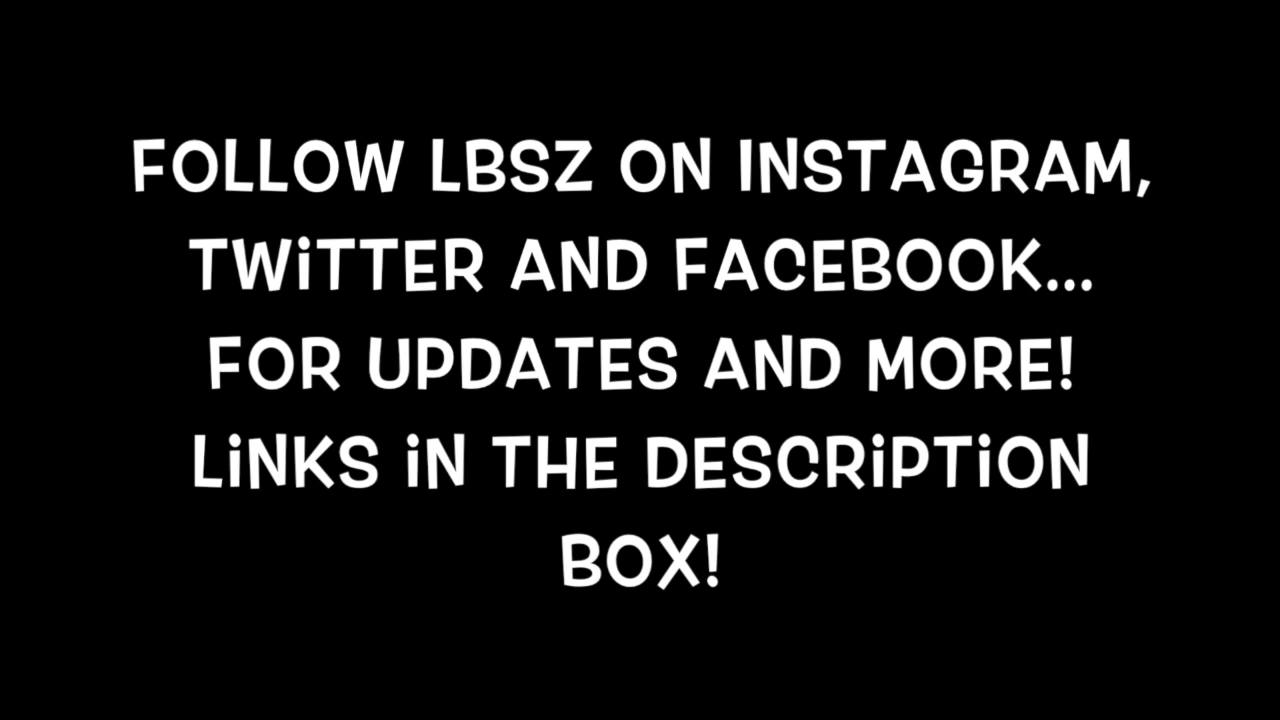 FOLLOW LBSZ ON INSTAGRAM,
TWiTTER AND FACEBOOK...
FOR UPDATES AND MORE!
LiNKS iN THE DESCRiPTiON
BOX!